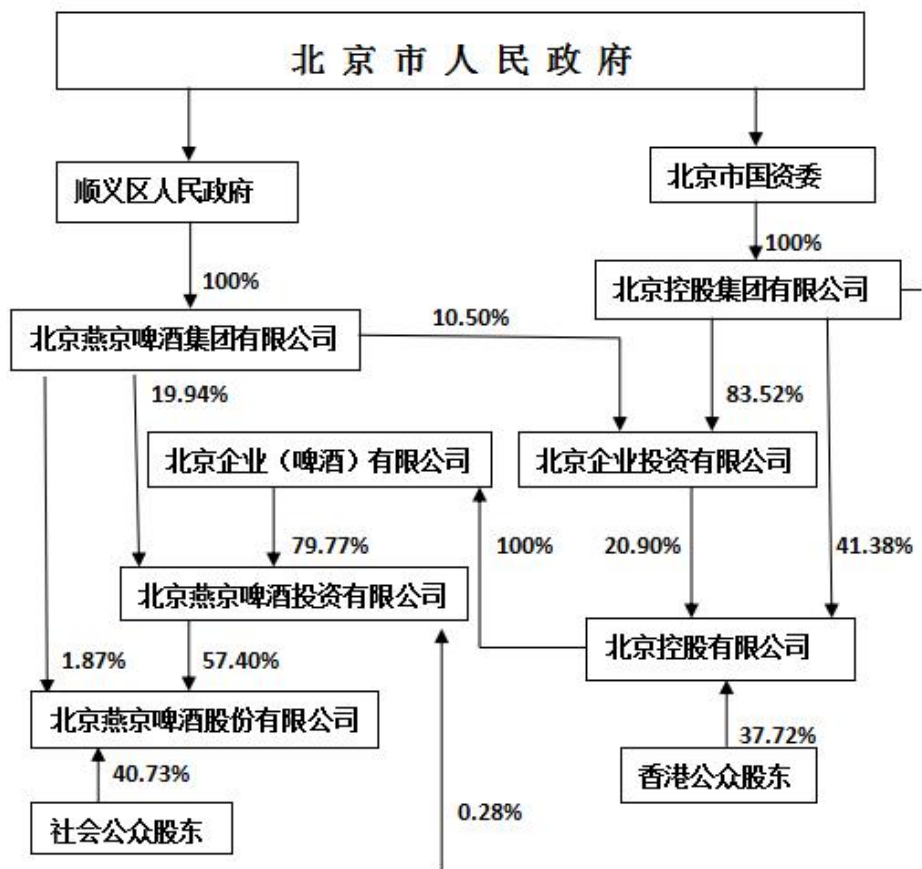 北京市人民政府
顺义区人民政府
北京市国资委
100%
100%
北京控股集团有限公司
北京燕京啤酒集团有限公司
10.50%
19.94%
83.52%
北京企业（啤酒）有限公司
北京企业投资有限公司
79.77%
100%
20.90%
41.38%
北京燕京啤酒投资有限公司
北京控股有限公司
1.87%
57.40%
北京燕京啤酒股份有限公司
37.72%
40.73%
香港公众股东
0.28%
社会公众股东